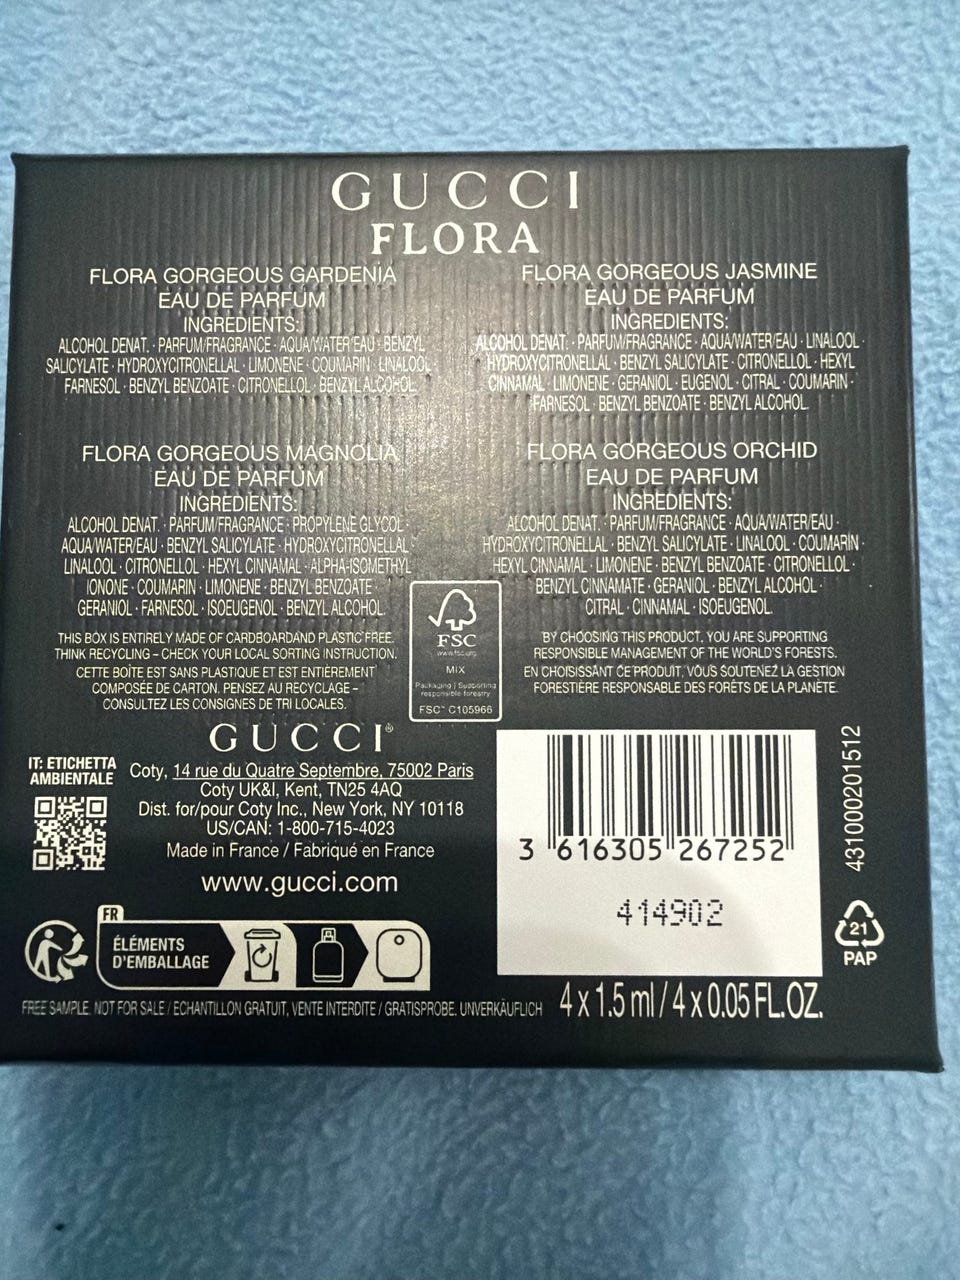 GUCCI
FLORA
FLORA GORGEOUS GARDENIA
EAU DE PARFUM
INGREDIENTS:
ALCOHOL DENAT. · PARFUM/FRAGRANCE · AQUA/WATER/EAU · BENZYL
SALICYLATE · HYDROXYCITRONELLAL · LIMONENE · COUMARIN · LINALOOL ·
FARNESOL · BENZYL BENZOATE · CITRONELLOL · BENZYL ALCOHOL.
FLORA GORGEOUS JASMINE
EAU DE PARFUM
INGREDIENTS:
ALCOHOL DENAT. · PARFUM/FRAGRANCE · AQUA/WATER/EAU · LINALOOL ·
HYDROXYCITRONELLAL · BENZYL SALICYLATE · CITRONELLOL · HEXYL
CINNAMAL · LIMONENE · GERANIOL · EUGENOL · CITRAL · COUMARIN ·
FARNESOL · BENZYL BENZOATE · BENZYL ALCOHOL.
FLORA GORGEOUS MAGNOLIA
EAU DE PARFUM
INGREDIENTS:
ALCOHOL DENAT. · PARFUM/FRAGRANCE · PROPYLENE GLYCOL ·
AQUA/WATER/EAU · BENZYL SALICYLATE · HYDROXYCITRONELLAL ·
LINALOOL · CITRONELLOL · HEXYL CINNAMAL · ALPHA-ISOMETHYL
IONONE · COUMARIN · LIMONENE · BENZYL BENZOATE ·
GERANIOL · FARNESOL · ISOEUGENOL · BENZYL ALCOHOL.
FLORA GORGEOUS ORCHID
EAU DE PARFUM
INGREDIENTS:
ALCOHOL DENAT. · PARFUM/FRAGRANCE · AQUA/WATER/EAU ·
HYDROXYCITRONELLAL · BENZYL SALICYLATE · LINALOOL · COUMARIN ·
HEXYL CINNAMAL · LIMONENE · BENZYL BENZOATE · CITRONELLOL ·
BENZYL CINNAMATE · GERANIOL · BENZYL ALCOHOL ·
CITRAL · CINNAMAL · ISOEUGENOL.
THIS BOX IS ENTIRELY MADE OF CARDBOARDAND PLASTIC FREE.
THINK RECYCLING – CHECK YOUR LOCAL SORTING INSTRUCTION.
CETTE BOÎTE EST SANS PLASTIQUE ET EST ENTIÈREMENT
COMPOSÉE DE CARTON. PENSEZ AU RECYCLAGE –
CONSULTEZ LES CONSIGNES DE TRI LOCALES.
FSC
www.fsc.org
MIX
Packaging | Supporting
responsible forestry
FSC™ C105966
BY CHOOSING THIS PRODUCT, YOU ARE SUPPORTING
RESPONSIBLE MANAGEMENT OF THE WORLD'S FORESTS.
EN CHOISISSANT CE PRODUIT, VOUS SOUTENEZ LA GESTION
FORESTIÈRE RESPONSABLE DES FORÊTS DE LA PLANÈTE.
GUCCI®
IT: ETICHETTA
AMBIENTALE
Coty, 14 rue du Quatre Septembre, 75002 Paris
Coty UK&I, Kent, TN25 4AQ
Dist. for/pour Coty Inc., New York, NY 10118
US/CAN: 1-800-715-4023
Made in France / Fabriqué en France
www.gucci.com
3 616305 267252
414902
43100020​1512
21
PAP
FR
ÉLÉMENTS
D'EMBALLAGE
FREE SAMPLE. NOT FOR SALE / ECHANTILLON GRATUIT, VENTE INTERDITE / GRATISPROBE. UNVERKÄUFLICH
4 x 1.5 ml / 4 x 0.05 FL.OZ.